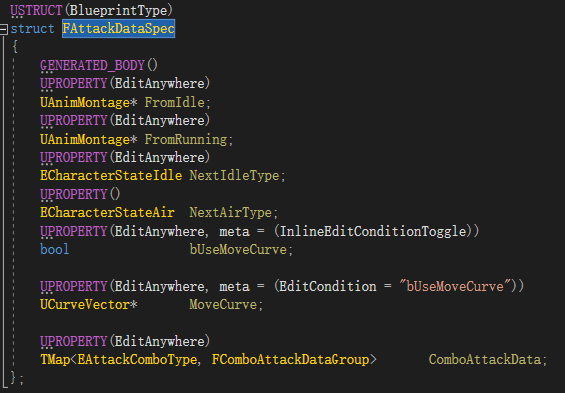 USTRUCT(BlueprintType)
struct FAttackDataSpec
{
GENERATED_BODY()
UPROPERTY(EditAnywhere)
UAnimMontage* FromIdle;
UPROPERTY(EditAnywhere)
UAnimMontage* FromRunning;
UPROPERTY(EditAnywhere)
ECharacterStateIdle NextIdleType;
UPROPERTY()
ECharacterStateAir NextAirType;
UPROPERTY(EditAnywhere, meta = (InlineEditConditionToggle))
bool bUseMoveCurve;
UPROPERTY(EditAnywhere, meta = (EditCondition = "bUseMoveCurve"))
UCurveVector* MoveCurve;
UPROPERTY(EditAnywhere)
TMap<EAttackComboType, FComboAttackDataGroup> ComboAttackData;
};